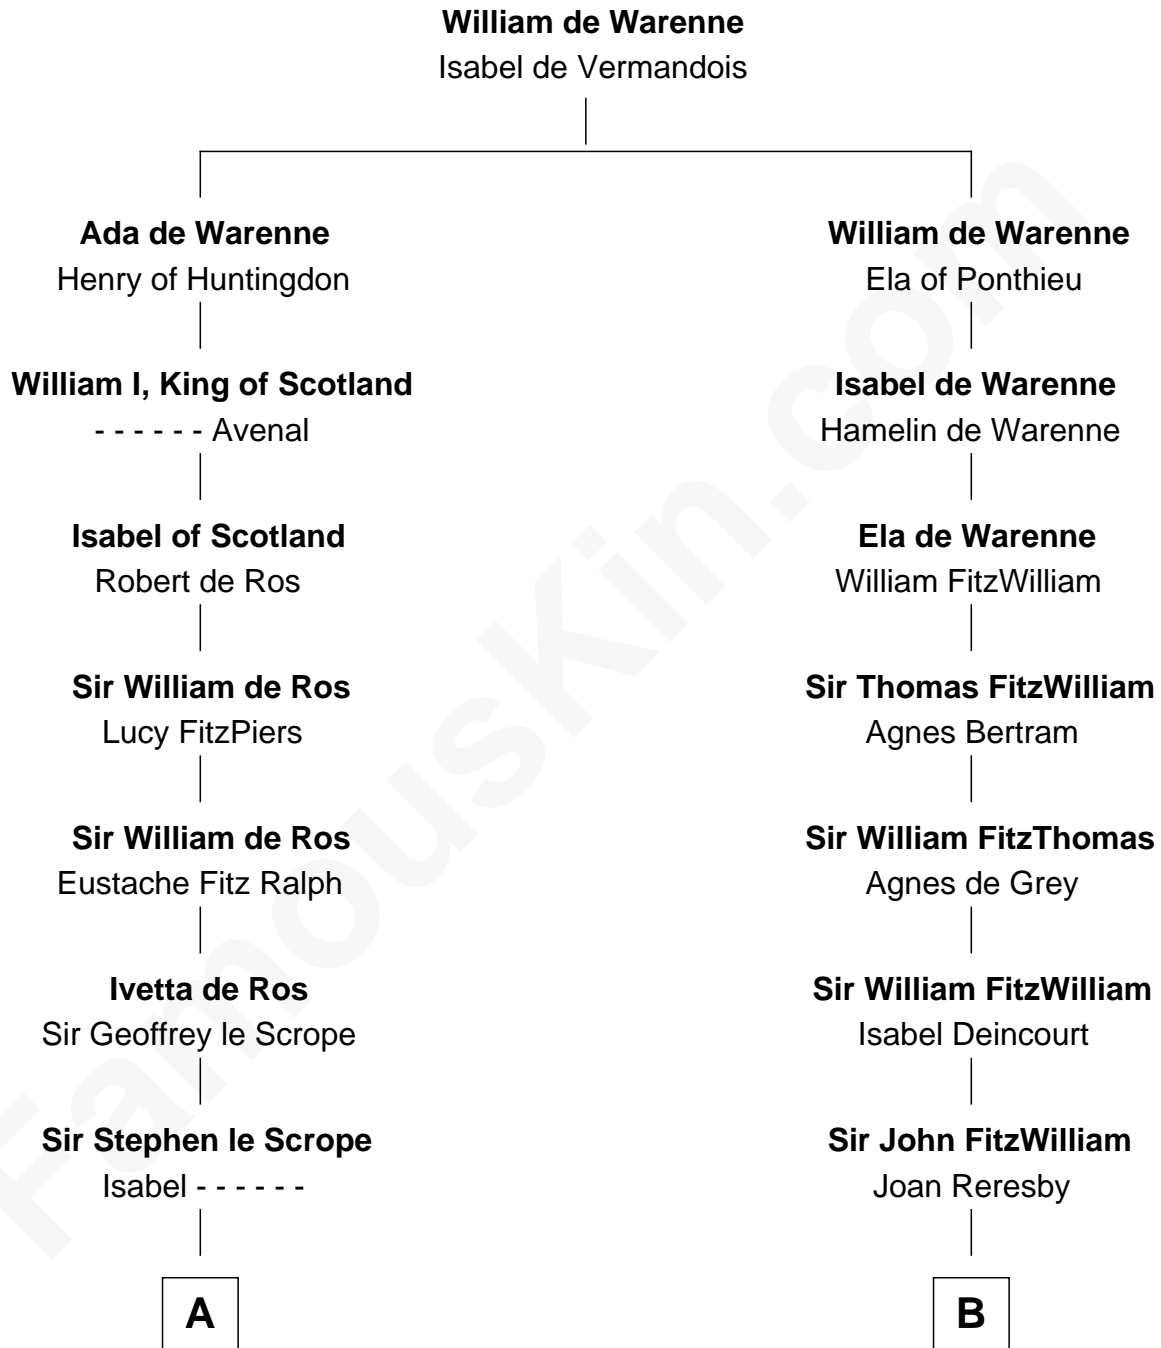 William de Warenne
Isabel de Vermandois
Ada de Warenne
Henry of Huntingdon
William I, King of Scotland
- - - - - - Avenal
Isabel of Scotland
Robert de Ros
Sir William de Ros
Lucy FitzPiers
Sir William de Ros
Eustache Fitz Ralph
Ivetta de Ros
Sir Geoffrey le Scrope
Sir Stephen le Scrope
Isabel - - - - - -
A
William de Warenne
Ela of Ponthieu
Isabel de Warenne
Hamelin de Warenne
Ela de Warenne
William FitzWilliam
Sir Thomas FitzWilliam
Agnes Bertram
Sir William FitzThomas
Agnes de Grey
Sir William FitzWilliam
Isabel Deincourt
Sir John FitzWilliam
Joan Reresby
B
FamousKin.com